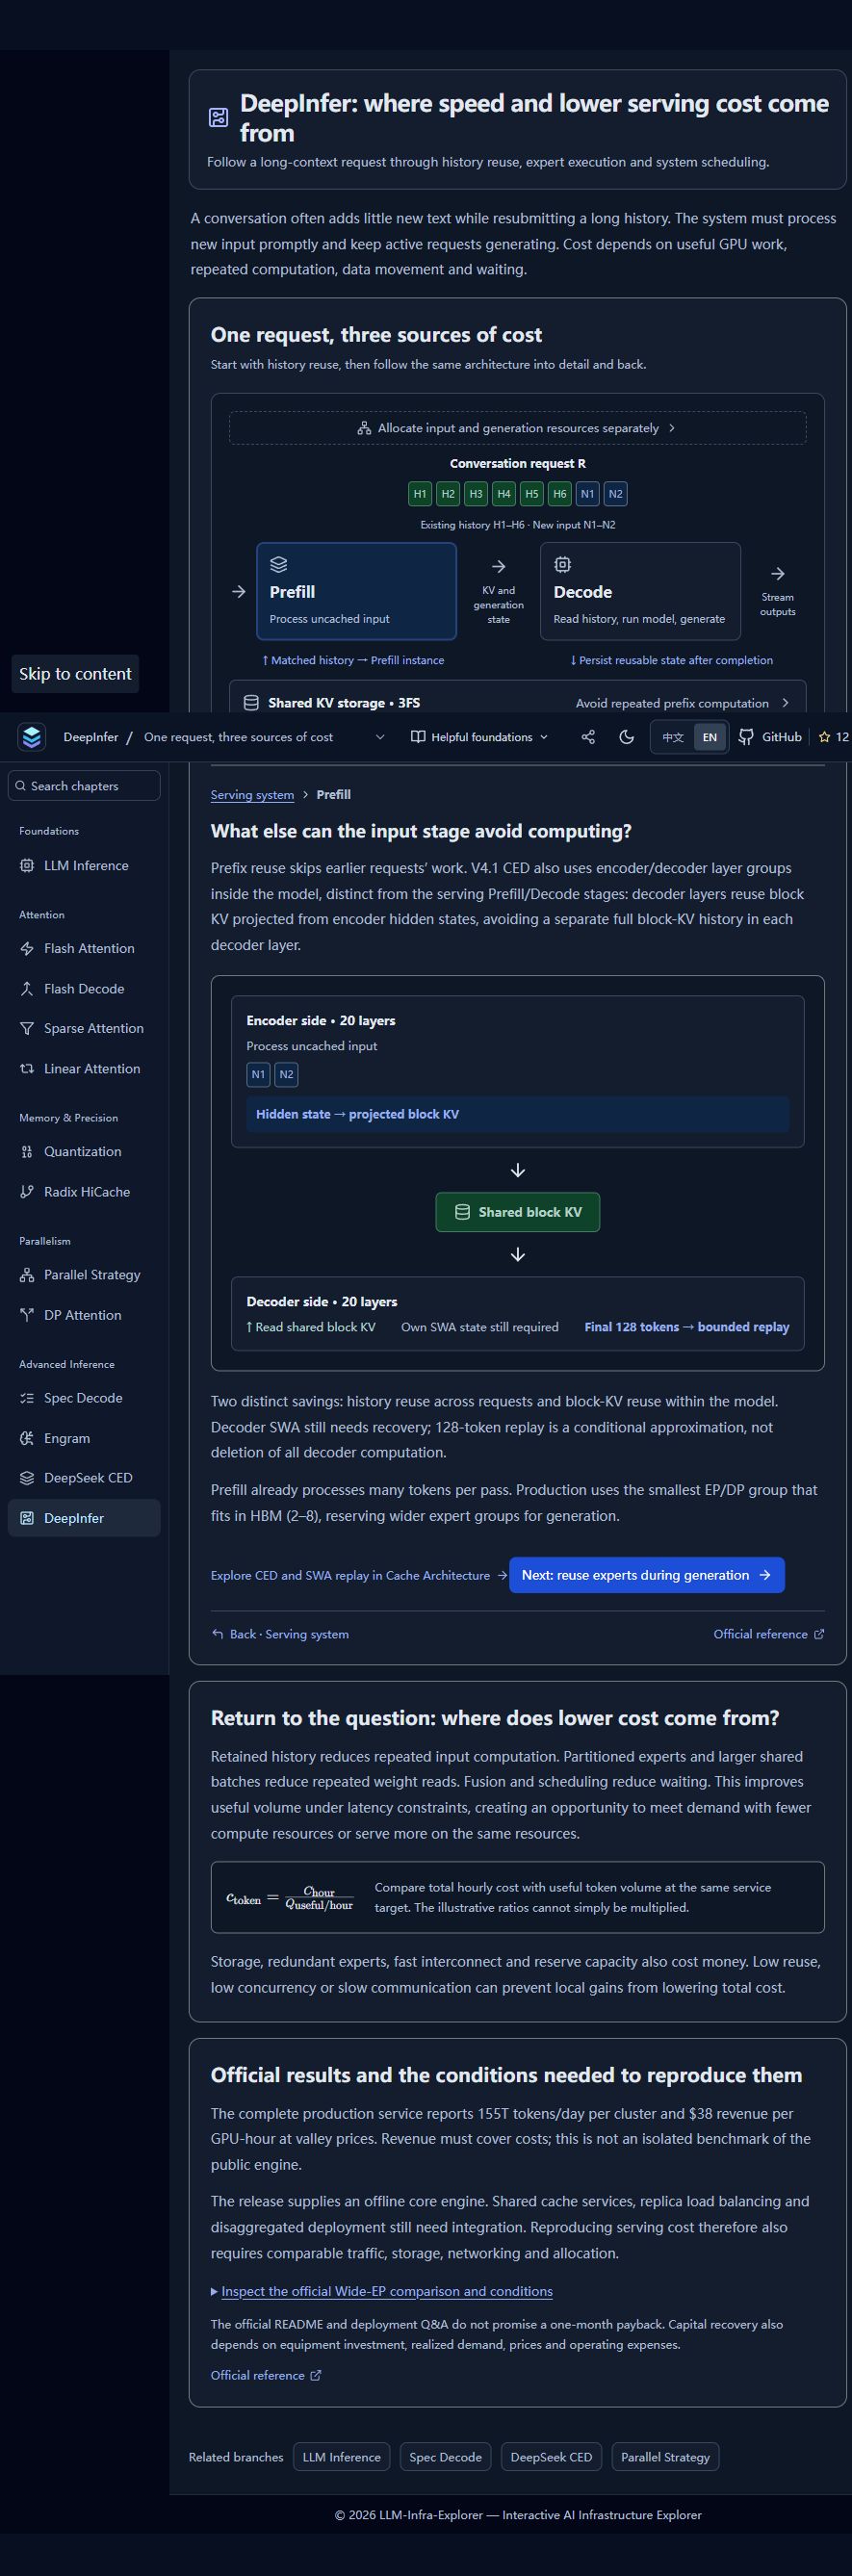 DeepInfer: where speed and lower serving cost come
from
Follow a long-context request through history reuse, expert execution and system scheduling.
A conversation often adds little new text while resubmitting a long history. The system must process
new input promptly and keep active requests generating. Cost depends on useful GPU work,
repeated computation, data movement and waiting.
One request, three sources of cost
Start with history reuse, then follow the same architecture into detail and back.
Allocate input and generation resources separately
Conversation request R
H1 H2 H3 H4 H5 H6 N1 N2
Existing history H1–H6 · New input N1–N2
Prefill
Process uncached input
KV and
generation
state
Decode
Read history, run model, generate
Stream
outputs
↑ Matched history → Prefill instance
↓ Persist reusable state after completion
Shared KV storage • 3FS
Avoid repeated prefix computation
Skip to content
DeepInfer / One request, three sources of cost
Helpful foundations
中文 EN
GitHub
12
Search chapters
Foundations
LLM Inference
Attention
Flash Attention
Flash Decode
Sparse Attention
Linear Attention
Memory & Precision
Quantization
Radix HiCache
Parallelism
Parallel Strategy
DP Attention
Advanced Inference
Spec Decode
Engram
DeepSeek CED
DeepInfer
Serving system > Prefill
What else can the input stage avoid computing?
Prefix reuse skips earlier requests’ work. V4.1 CED also uses encoder/decoder layer groups
inside the model, distinct from the serving Prefill/Decode stages: decoder layers reuse block
KV projected from encoder hidden states, avoiding a separate full block-KV history in each
decoder layer.
Encoder side • 20 layers
Process uncached input
N1 N2
Hidden state → projected block KV
Shared block KV
Decoder side • 20 layers
↑ Read shared block KV
Own SWA state still required
Final 128 tokens → bounded replay
Two distinct savings: history reuse across requests and block-KV reuse within the model.
Decoder SWA still needs recovery; 128-token replay is a conditional approximation, not
deletion of all decoder computation.
Prefill already processes many tokens per pass. Production uses the smallest EP/DP group that
fits in HBM (2–8), reserving wider expert groups for generation.
Explore CED and SWA replay in Cache Architecture →
Next: reuse experts during generation →
Back · Serving system
Official reference
Return to the question: where does lower cost come from?
Retained history reduces repeated input computation. Partitioned experts and larger shared
batches reduce repeated weight reads. Fusion and scheduling reduce waiting. This improves
useful volume under latency constraints, creating an opportunity to meet demand with fewer
compute resources or serve more on the same resources.
c_token = C_hour / Q_useful/hour
Compare total hourly cost with useful token volume at the same service
target. The illustrative ratios cannot simply be multiplied.
Storage, redundant experts, fast interconnect and reserve capacity also cost money. Low reuse,
low concurrency or slow communication can prevent local gains from lowering total cost.
Official results and the conditions needed to reproduce them
The complete production service reports 155T tokens/day per cluster and $38 revenue per
GPU-hour at valley prices. Revenue must cover costs; this is not an isolated benchmark of the
public engine.
The release supplies an offline core engine. Shared cache services, replica load balancing and
disaggregated deployment still need integration. Reproducing serving cost therefore also
requires comparable traffic, storage, networking and allocation.
Inspect the official Wide-EP comparison and conditions
The official README and deployment Q&A do not promise a one-month payback. Capital recovery also
depends on equipment investment, realized demand, prices and operating expenses.
Official reference
Related branches
LLM Inference
Spec Decode
DeepSeek CED
Parallel Strategy
© 2026 LLM-Infra-Explorer — Interactive AI Infrastructure Explorer